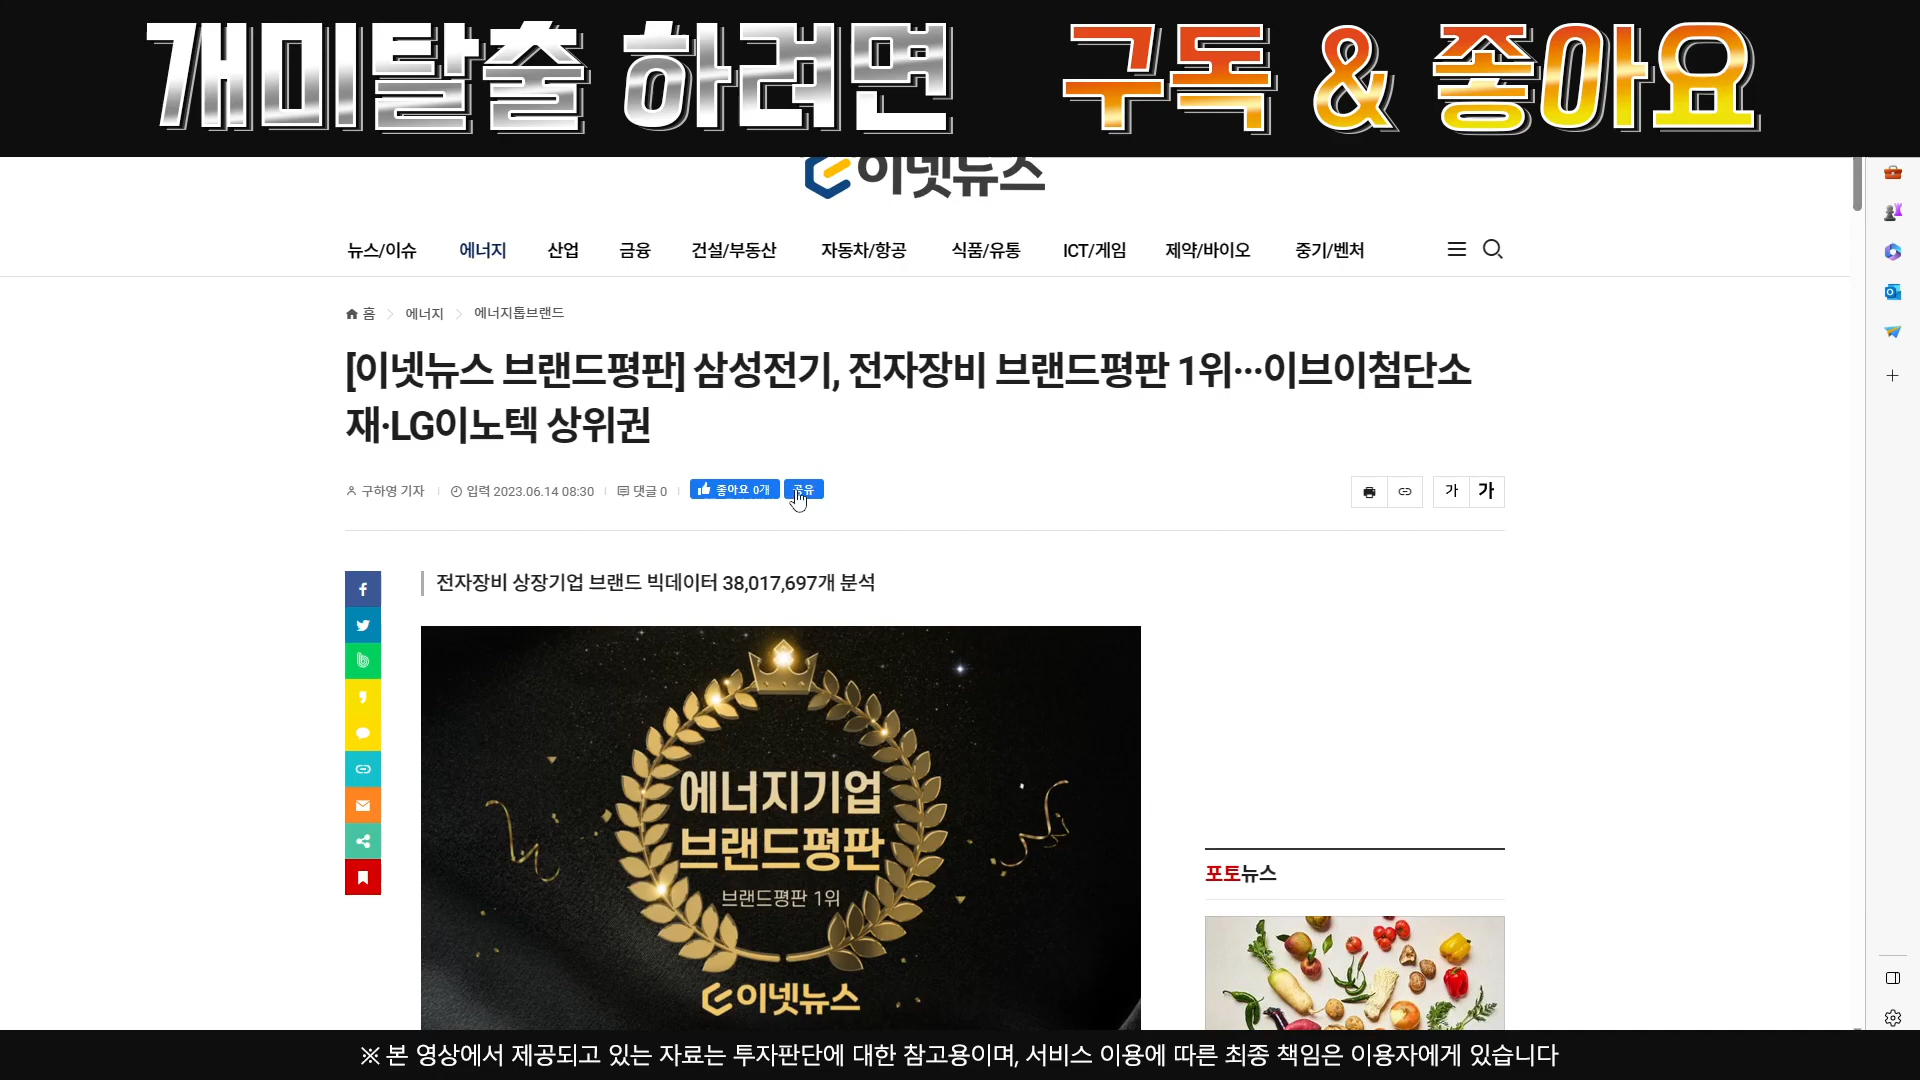 개미탈출 하려면 구독 & 좋아요
이넷뉴스
뉴스/이슈 에너지 산업 금융 건설/부동산 자동차/항공 식품/유통 ICT/게임 제약/바이오 중기/벤처
홈 에너지 에너지톱브랜드
[이넷뉴스 브랜드평판] 삼성전기, 전자장비 브랜드평판 1위…이브이첨단소
재·LG이노텍 상위권
구하영 기자 입력 2023.06.14 08:30 댓글 0 좋아요 0개 공유 가 가
전자장비 상장기업 브랜드 빅데이터 38,017,697개 분석
에너지기업
브랜드평판
브랜드평판 1위
이넷뉴스
포토뉴스
※ 본 영상에서 제공되고 있는 자료는 투자판단에 대한 참고용이며, 서비스 이용에 따른 최종 책임은 이용자에게 있습니다